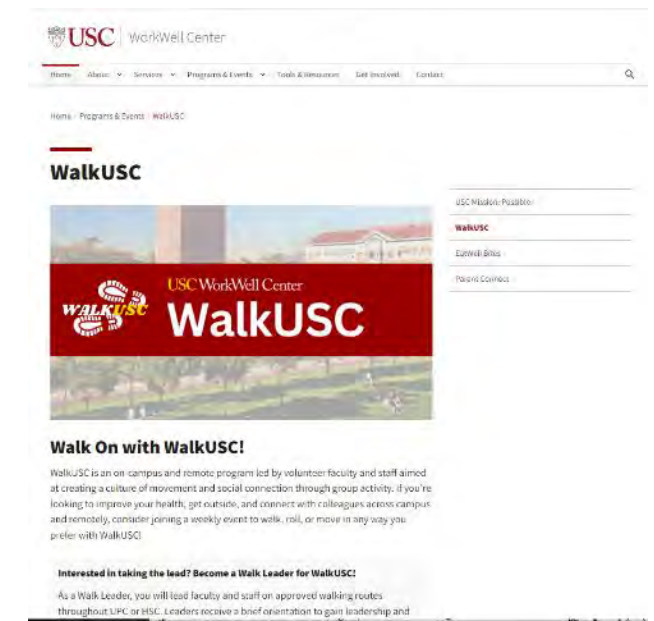 USC WorkWell Center
Home About Services Programs & Events Tools & Resources Get Involved Contact
Home / Programs & Events / WalkUSC
WalkUSC
USC Mission: Possible
WalkUSC
EatWell Bites
Parent Connect
WALKUSC
USC WorkWell Center
WalkUSC
Walk On with WalkUSC!
WalkUSC is an on-campus and remote program led by volunteer faculty and staff aimed
at creating a culture of movement and social connection through group activity. If you're
looking to improve your health, get outside, and connect with colleagues across campus
and remotely, consider joining a weekly event to walk, roll, or move in any way you
prefer with WalkUSC!
Interested in taking the lead? Become a Walk Leader for WalkUSC!
As a Walk Leader, you will lead faculty and staff on approved walking routes
throughout UPC or HSC. Leaders receive a brief orientation to gain leadership and